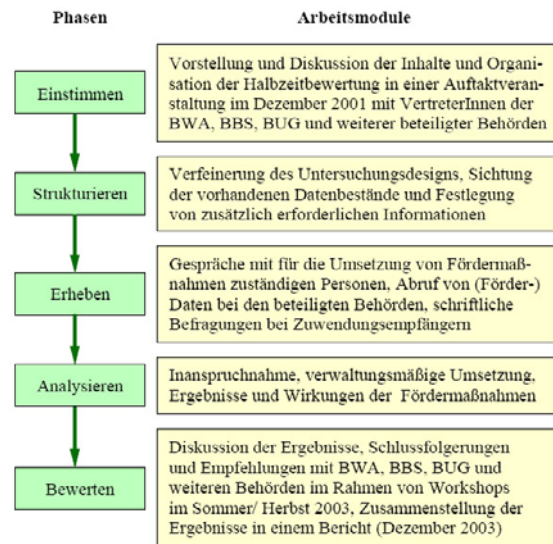 Phasen
Arbeitsmodule
Einstimmen
Vorstellung und Diskussion der Inhalte und Organi-
sation der Halbzeitbewertung in einer Auftaktveran-
staltung im Dezember 2001 mit VertreterInnen der
BWA, BBS, BUG und weiterer beteiligter Behörden
Strukturieren
Verfeinerung des Untersuchungsdesigns, Sichtung
der vorhandenen Datenbestände und Festlegung
von zusätzlich erforderlichen Informationen
Erheben
Gespräche mit für die Umsetzung von Fördermaß-
nahmen zuständigen Personen, Abruf von (Förder-)
Daten bei den beteiligten Behörden, schriftliche
Befragungen bei Zuwendungsempfängern
Analysieren
Inanspruchnahme, verwaltungsmäßige Umsetzung,
Ergebnisse und Wirkungen der Fördermaßnahmen
Bewerten
Diskussion der Ergebnisse, Schlussfolgerungen
und Empfehlungen mit BWA, BBS, BUG und
weiteren Behörden im Rahmen von Workshops
im Sommer/ Herbst 2003, Zusammenstellung der
Ergebnisse in einem Bericht (Dezember 2003)